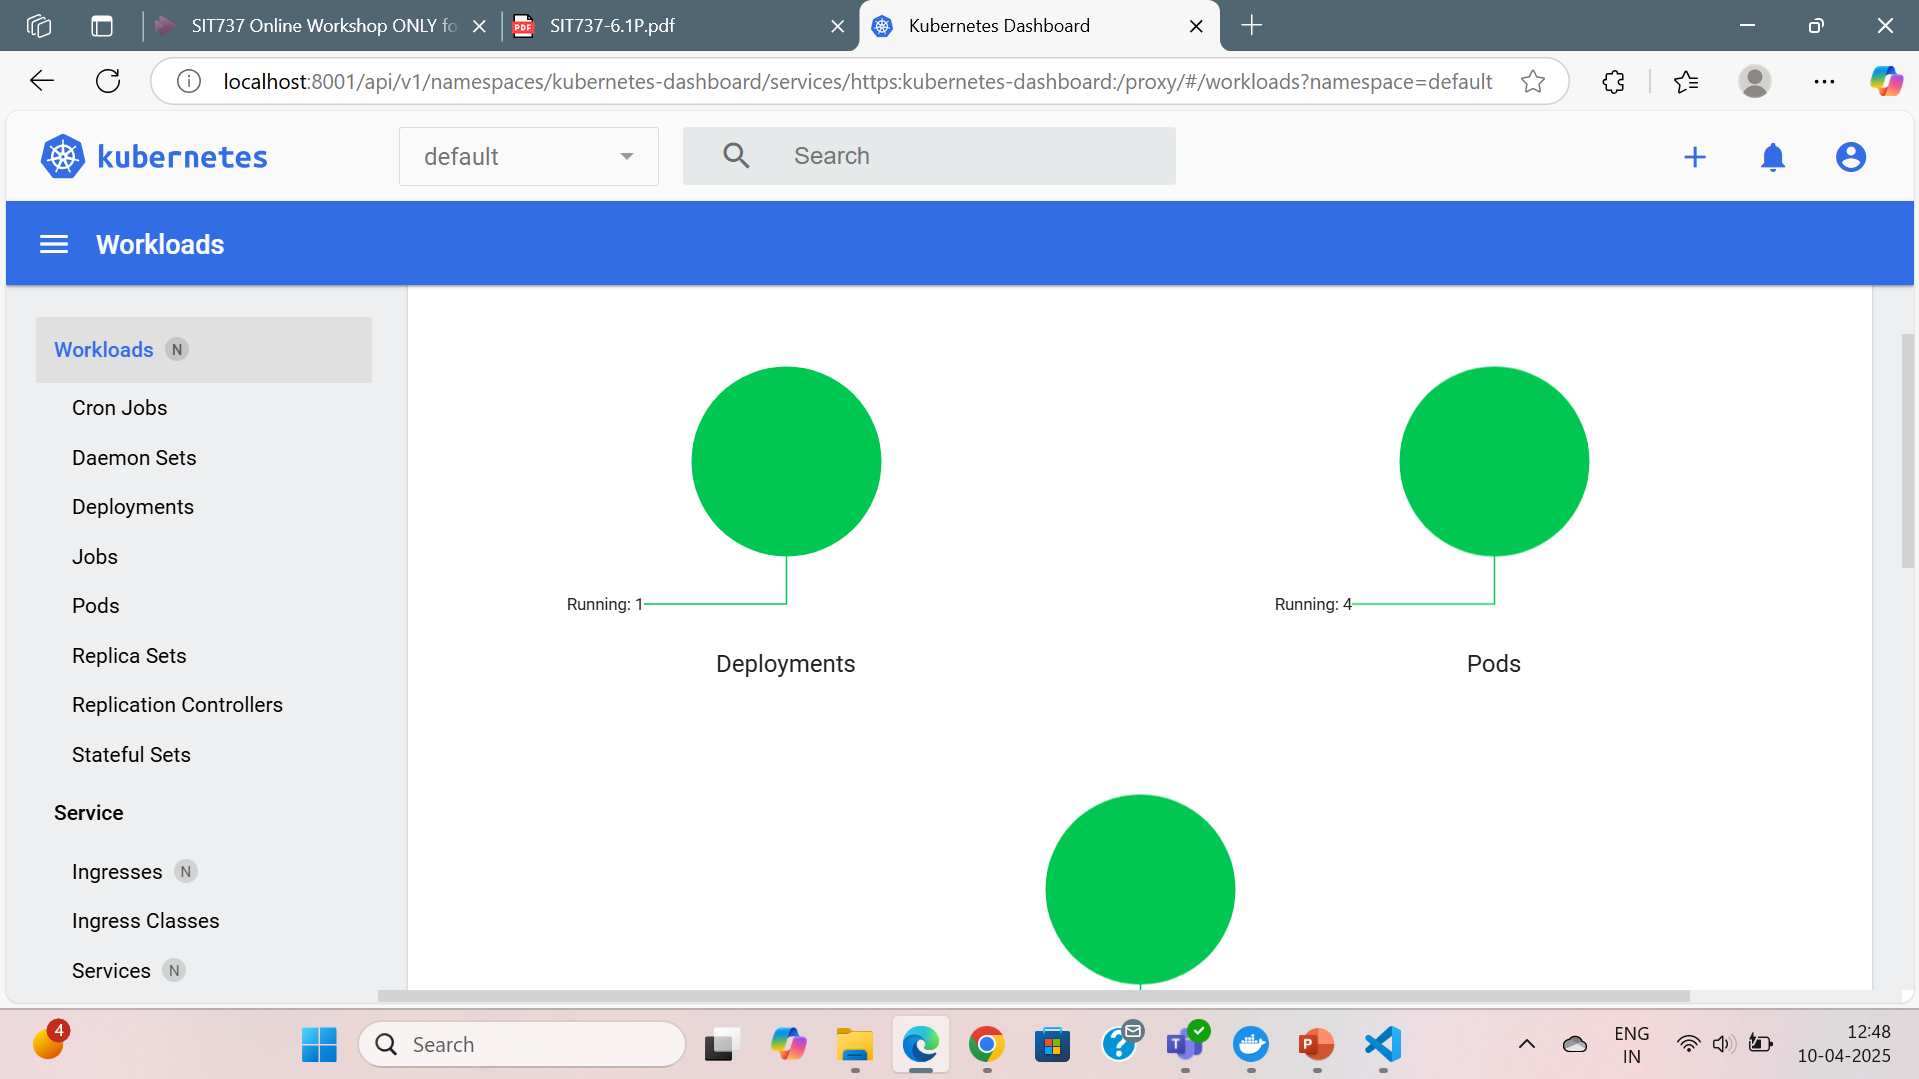 SIT737 Online Workshop ONLY fo
SIT737-6.1P.pdf
Kubernetes Dashboard
localhost:8001/api/v1/namespaces/kubernetes-dashboard/services/https:kubernetes-dashboard:/proxy/#/workloads?namespace=default
kubernetes
default
Search
Workloads
Workloads N
Cron Jobs
Daemon Sets
Deployments
Jobs
Pods
Replica Sets
Replication Controllers
Stateful Sets
Service
Ingresses N
Ingress Classes
Services N
Running: 1
Deployments
Running: 4
Pods
4
Search
ENG
IN
12:48
10-04-2025